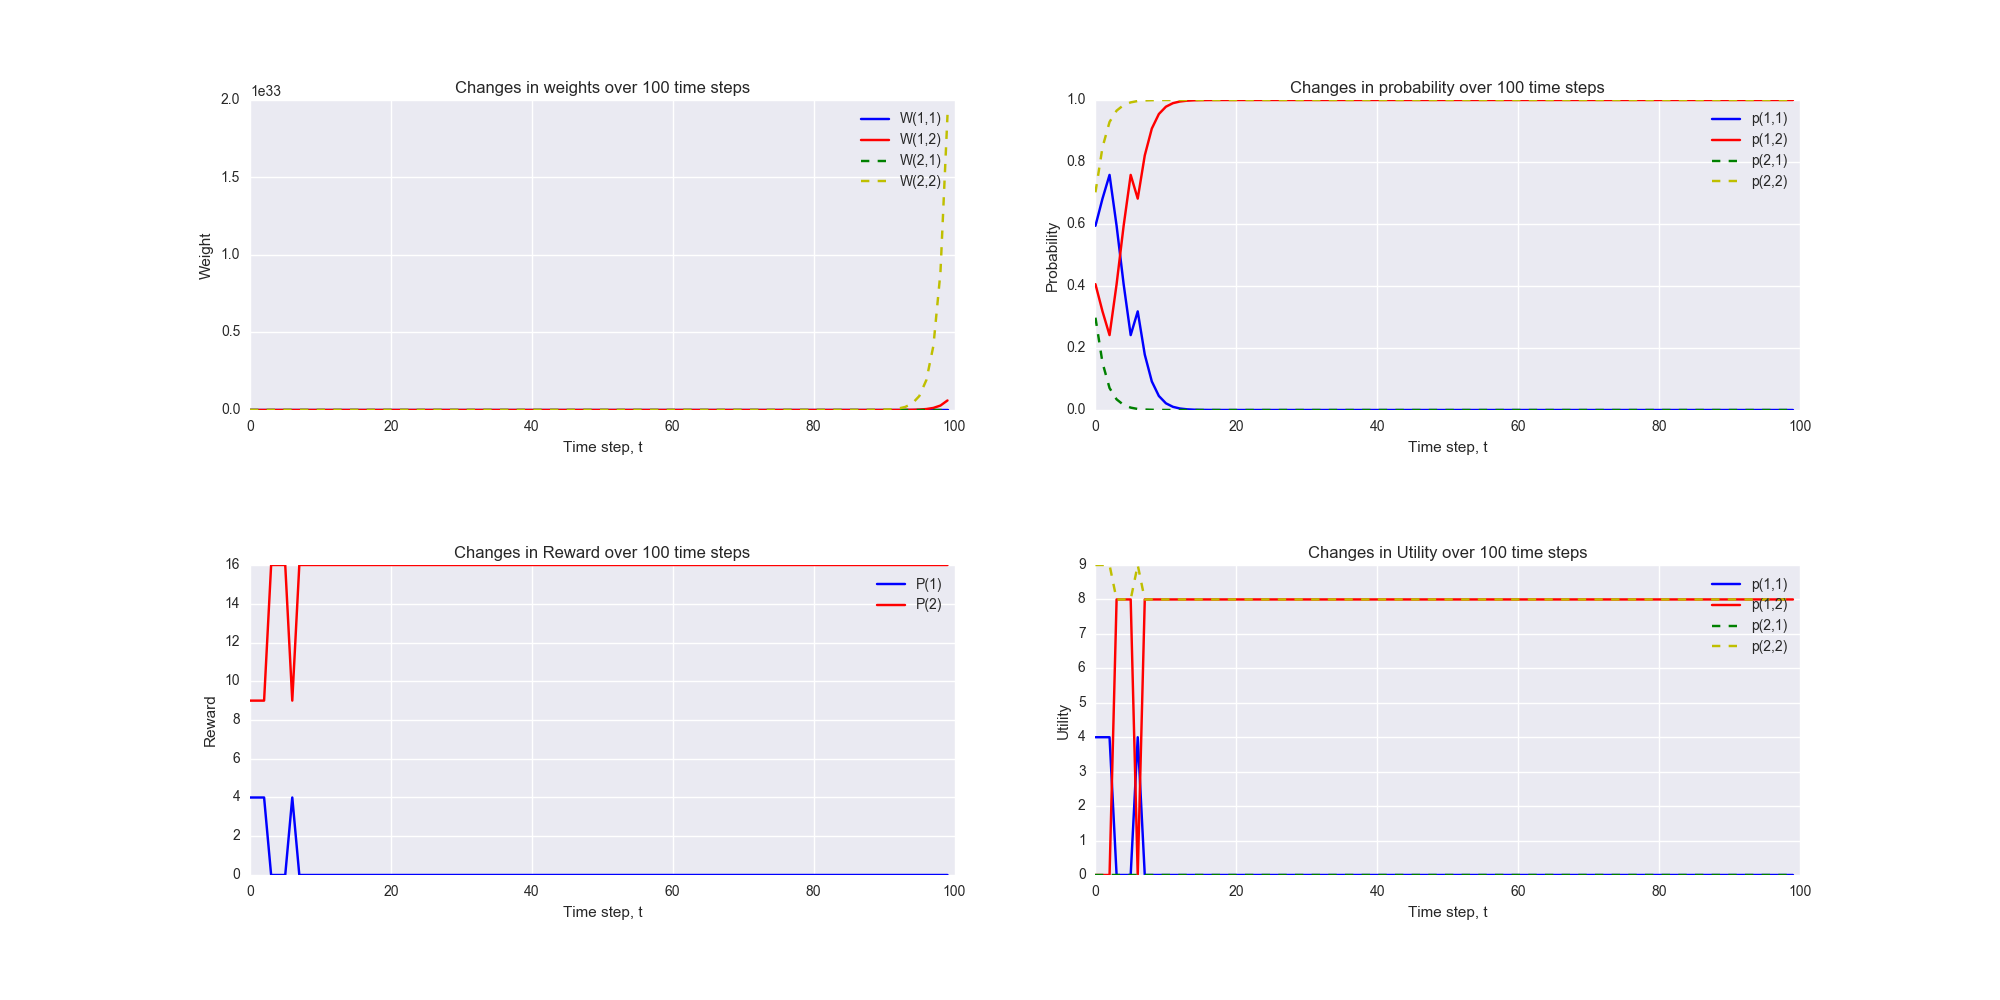 Changes in weights over 100 time steps
1e33
2.0
1.5
1.0
0.5
0.0
Weight
W(1,1)
W(1,2)
W(2,1)
W(2,2)
0 20 40 60 80 100
Time step, t
Changes in probability over 100 time steps
1.0
0.8
0.6
0.4
0.2
0.0
Probability
p(1,1)
p(1,2)
p(2,1)
p(2,2)
0 20 40 60 80 100
Time step, t
Changes in Reward over 100 time steps
16
14
12
10
8
6
4
2
0
Reward
P(1)
P(2)
0 20 40 60 80 100
Time step, t
Changes in Utility over 100 time steps
9
8
7
6
5
4
3
2
1
0
Utility
p(1,1)
p(1,2)
p(2,1)
p(2,2)
0 20 40 60 80 100
Time step, t